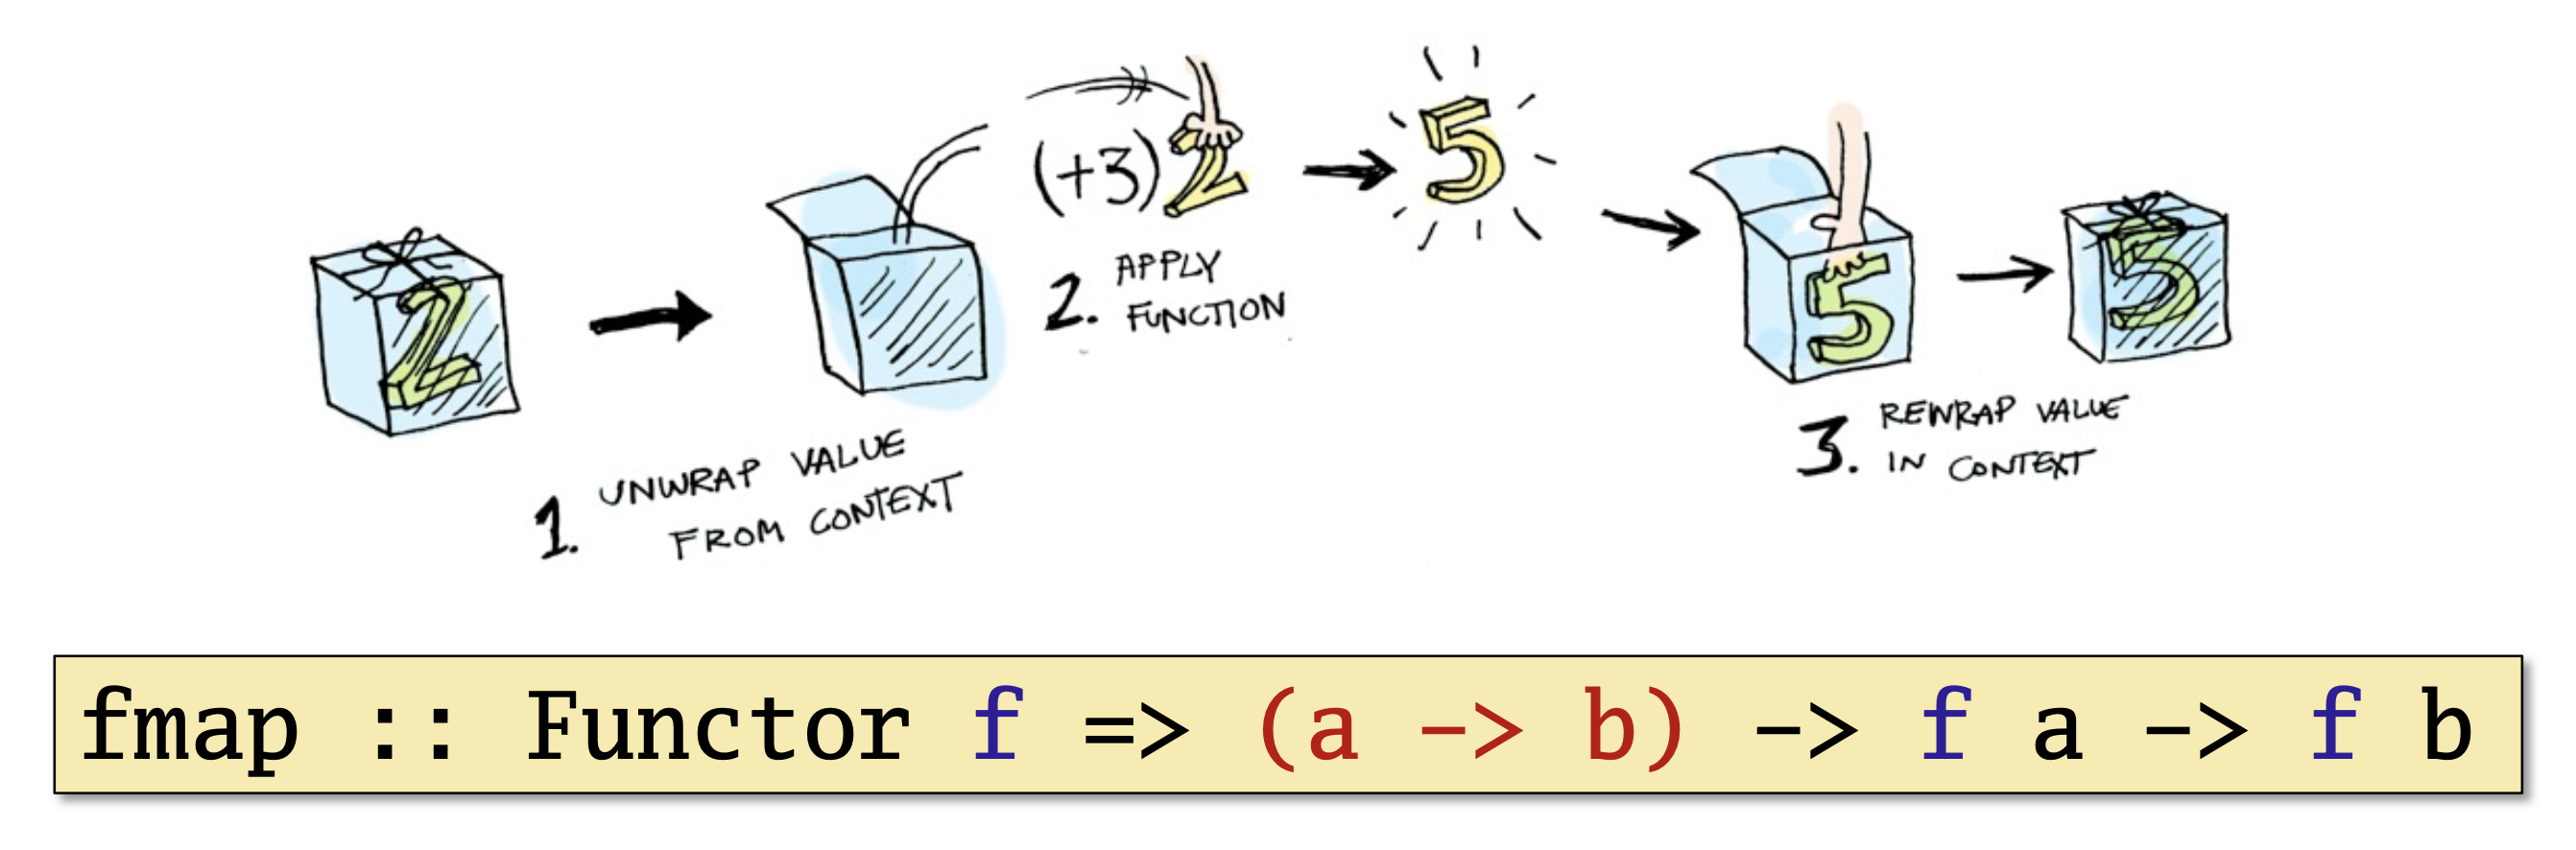 2
1. UNWRAP VALUE
FROM CONTEXT
(+3) 2
2. APPLY
FUNCTION
5
5
3. REWRAP VALUE
IN CONTEXT
5
fmap :: Functor f => (a -> b) -> f a -> f b